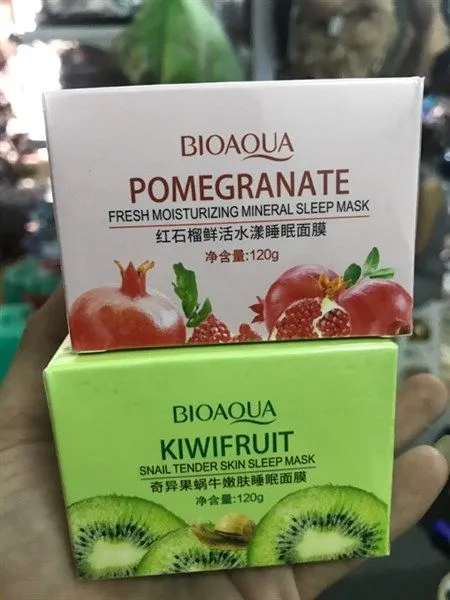 BIOAQUA
POMEGRANATE
FRESH MOISTURIZING MINERAL SLEEP MASK
红石榴鲜活水漾睡眠面膜
净含量:120g
BIOAQUA
KIWIFRUIT
SNAIL TENDER SKIN SLEEP MASK
奇异果蜗牛嫩肤睡眠面膜
净含量:120g